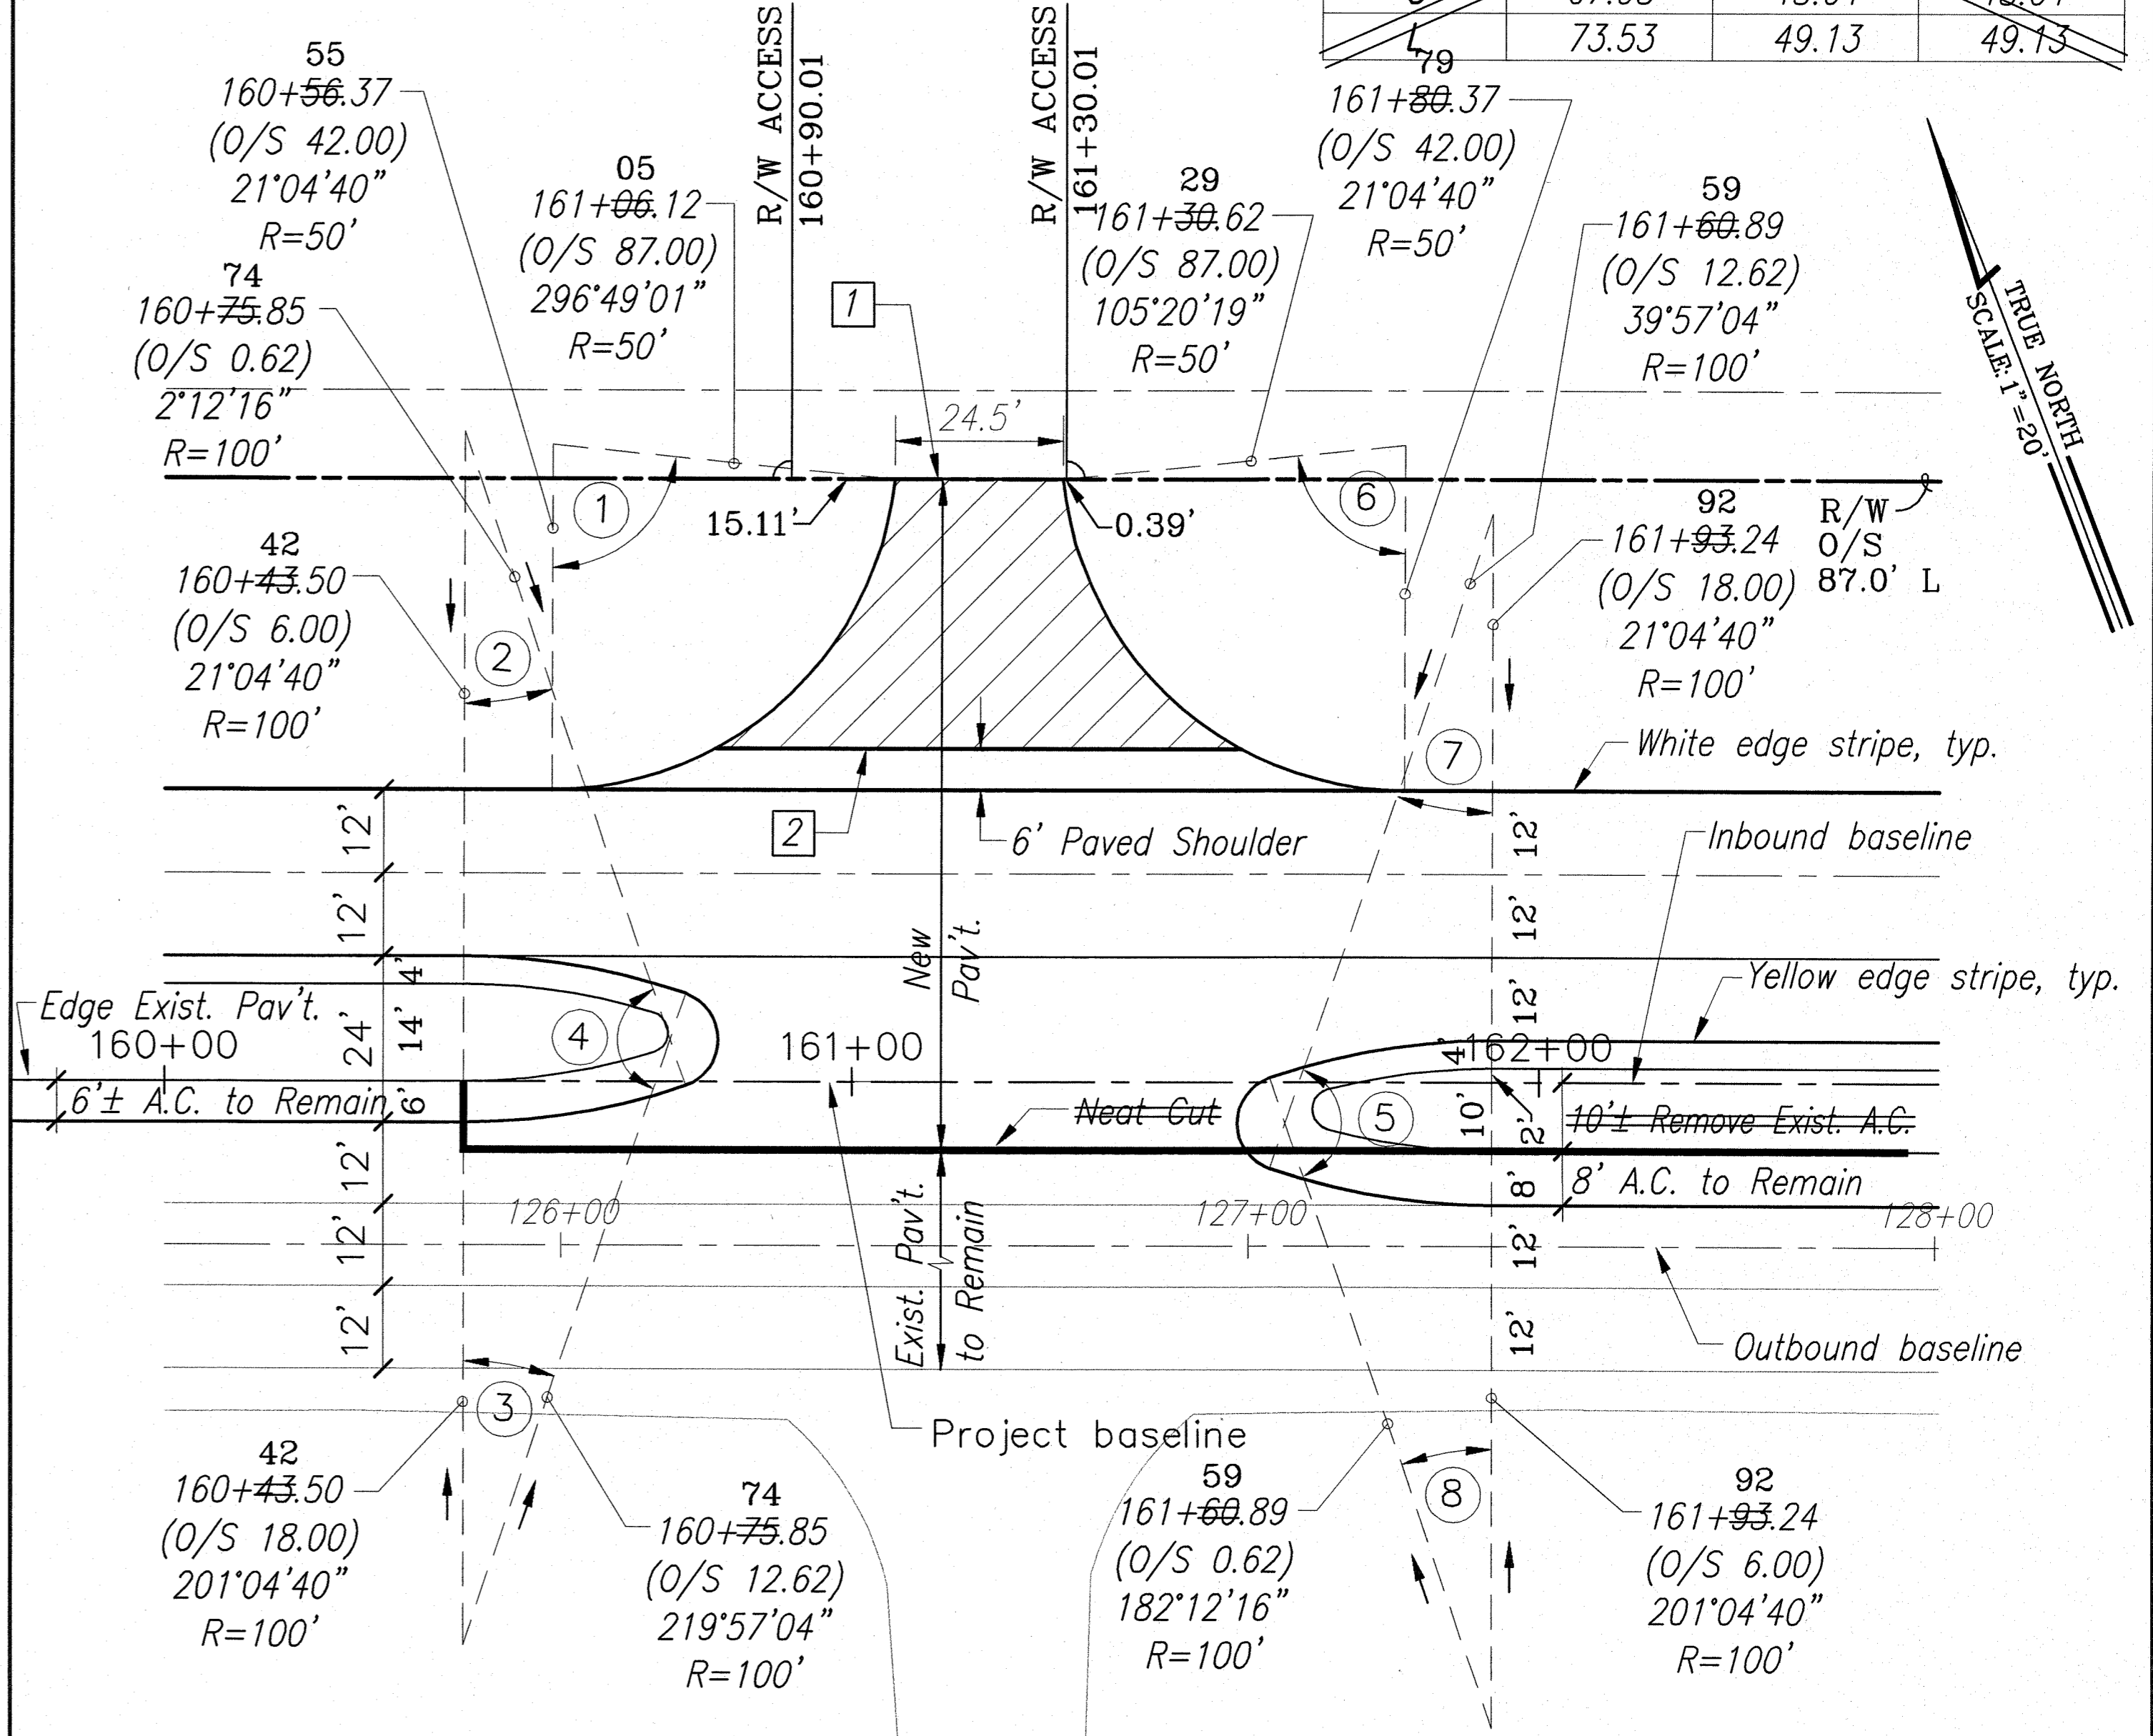 L 73.53 49.13 49.13
55
160+56.37
(O/S 42.00)
21°04'40"
R=50'
74
160+75.85
(O/S 0.62)
2°12'16"
R=100'
42
160+43.50
(O/S 6.00)
21°04'40"
R=100'
05
161+06.12
(O/S 87.00)
296°49'01"
R=50'
R/W ACCESS
160+90.01
R/W ACCESS
161+30.01
29
161+30.62
(O/S 87.00)
105°20'19"
R=50'
79
161+80.37
(O/S 42.00)
21°04'40"
R=50'
59
161+60.89
(O/S 12.62)
39°57'04"
R=100'
TRUE NORTH
SCALE: 1"=20'
1
24.5'
1
15.11'
0.39'
6
92
161+93.24
(O/S 18.00)
21°04'40"
R=100'
R/W
O/S
87.0' L
2
7
White edge stripe, typ.
2
6' Paved Shoulder
12'
12'
Inbound baseline
12'
12'
New
Pav't.
4'
12'
Yellow edge stripe, typ.
Edge Exist. Pav't.
160+00
24'
14'
4
161+00
4'
162+00
6'± A.C. to Remain
6'
Neat Cut
5
10'
2'
10'± Remove Exist. A.C.
12'
8'
8' A.C. to Remain
126+00
127+00
128+00
12'
12'
Exist. Pav't.
to Remain
12'
12'
Outbound baseline
3
Project baseline
42
160+43.50
(O/S 18.00)
201°04'40"
R=100'
74
160+75.85
(O/S 12.62)
219°57'04"
R=100'
59
161+60.89
(O/S 0.62)
182°12'16"
R=100'
8
92
161+93.24
(O/S 6.00)
201°04'40"
R=100'